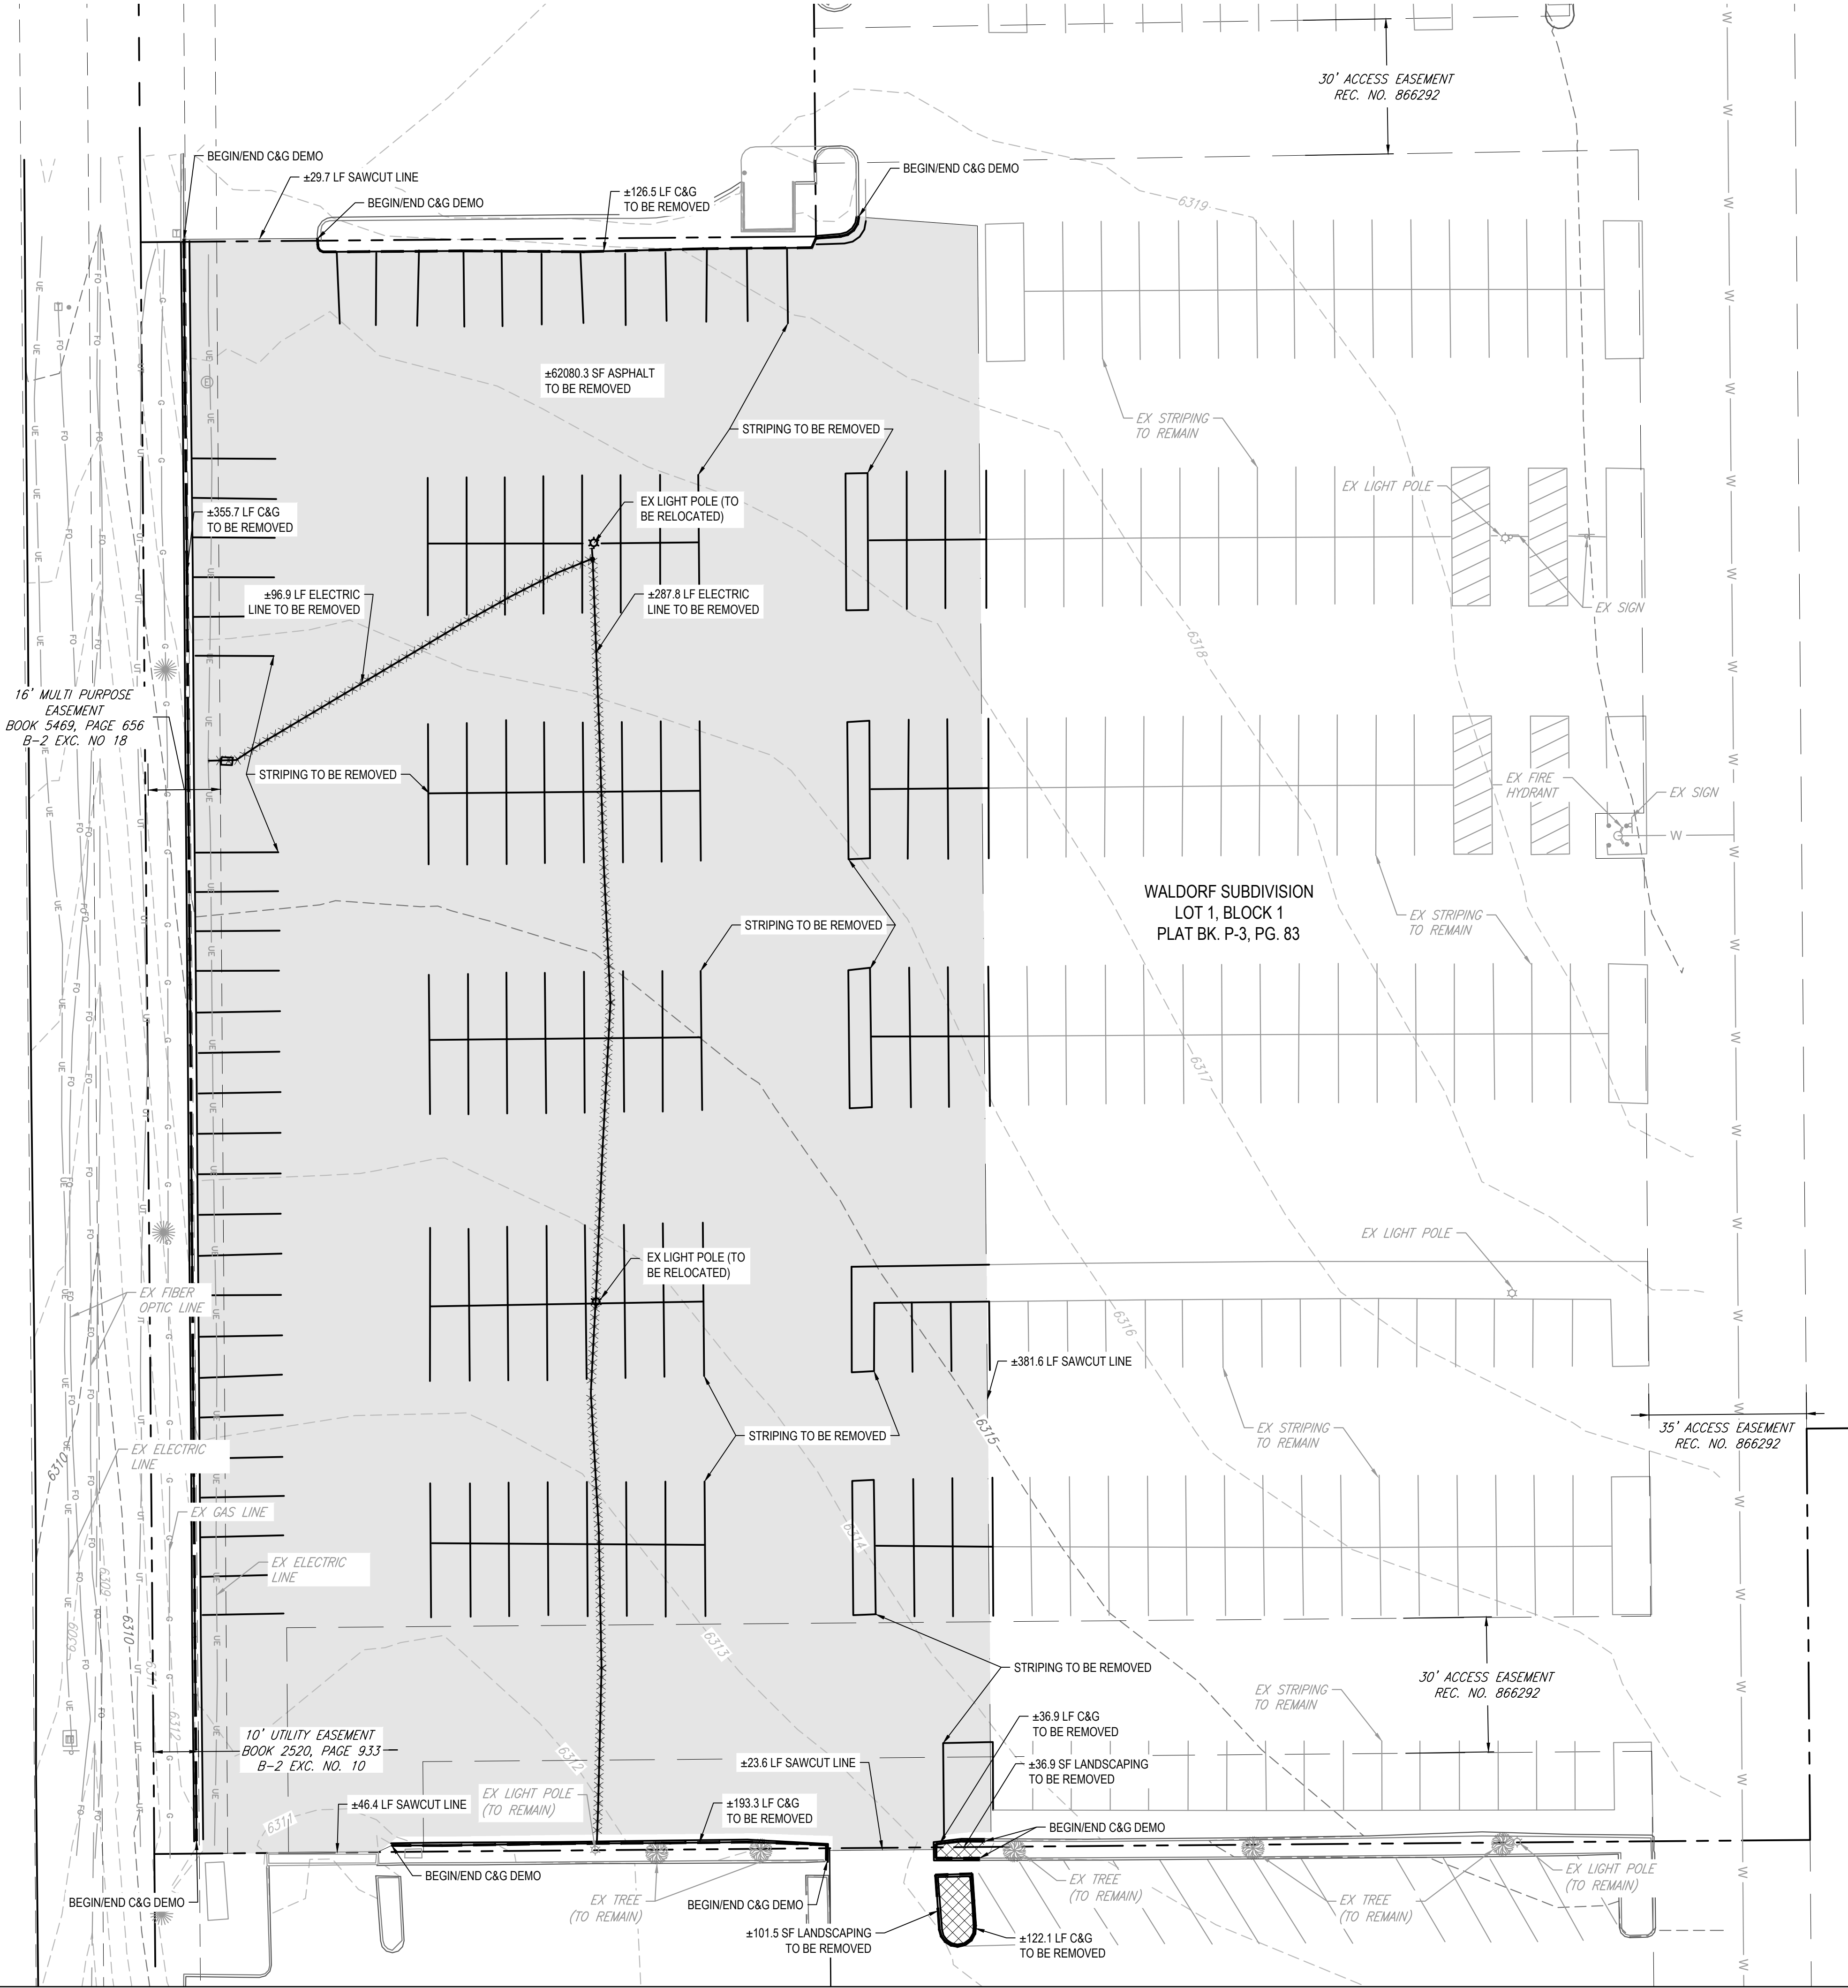 30' ACCESS EASEMENT
REC. NO. 866292
BEGIN/END C&G DEMO
±29.7 LF SAWCUT LINE
BEGIN/END C&G DEMO
±126.5 LF C&G
TO BE REMOVED
BEGIN/END C&G DEMO
6319
±62080.3 SF ASPHALT
TO BE REMOVED
STRIPING TO BE REMOVED
EX STRIPING
TO REMAIN
EX LIGHT POLE (TO
BE RELOCATED)
EX LIGHT POLE
±355.7 LF C&G
TO BE REMOVED
±96.9 LF ELECTRIC
LINE TO BE REMOVED
±287.8 LF ELECTRIC
LINE TO BE REMOVED
EX SIGN
6318
16' MULTI PURPOSE
EASEMENT
BOOK 5469, PAGE 656
B-2 EXC. NO 18
STRIPING TO BE REMOVED
EX FIRE
HYDRANT
EX SIGN
W
WALDORF SUBDIVISION
LOT 1, BLOCK 1
PLAT BK. P-3, PG. 83
STRIPING TO BE REMOVED
EX STRIPING
TO REMAIN
6317
EX LIGHT POLE (TO
BE RELOCATED)
EX LIGHT POLE
EX FIBER
OPTIC LINE
6316
±381.6 LF SAWCUT LINE
6315
EX STRIPING
TO REMAIN
35' ACCESS EASEMENT
REC. NO. 866292
STRIPING TO BE REMOVED
EX ELECTRIC
LINE
6310
EX GAS LINE
6314
EX ELECTRIC
LINE
6309
6310
6309
6313
6311
6312
STRIPING TO BE REMOVED
30' ACCESS EASEMENT
REC. NO. 866292
EX STRIPING
TO REMAIN
±36.9 LF C&G
TO BE REMOVED
10' UTILITY EASEMENT
BOOK 2520, PAGE 933
B-2 EXC. NO. 10
6312
±23.6 LF SAWCUT LINE
±36.9 SF LANDSCAPING
TO BE REMOVED
EX LIGHT POLE
(TO REMAIN)
±46.4 LF SAWCUT LINE
±193.3 LF C&G
TO BE REMOVED
6311
BEGIN/END C&G DEMO
BEGIN/END C&G DEMO
EX LIGHT POLE
(TO REMAIN)
EX TREE
(TO REMAIN)
BEGIN/END C&G DEMO
EX TREE
(TO REMAIN)
BEGIN/END C&G DEMO
EX TREE
(TO REMAIN)
±101.5 SF LANDSCAPING
TO BE REMOVED
±122.1 LF C&G
TO BE REMOVED